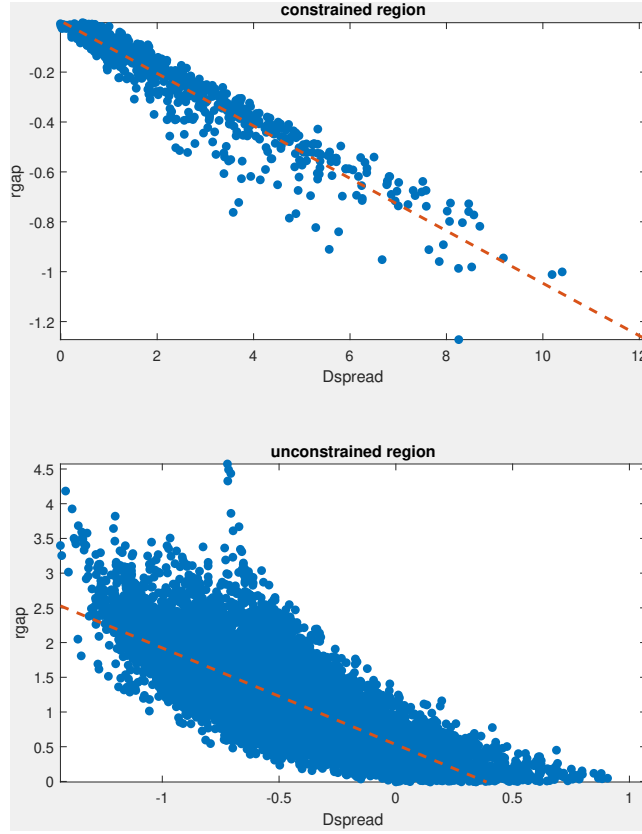 constrained region
-0.2
-0.4
-0.6
-0.8
-1
-1.2
rgap
0 2 4 6 8 10 12
Dspread
unconstrained region
4.5
4
3.5
3
2.5
2
1.5
1
0.5
0
rgap
-1 -0.5 0 0.5 1
Dspread